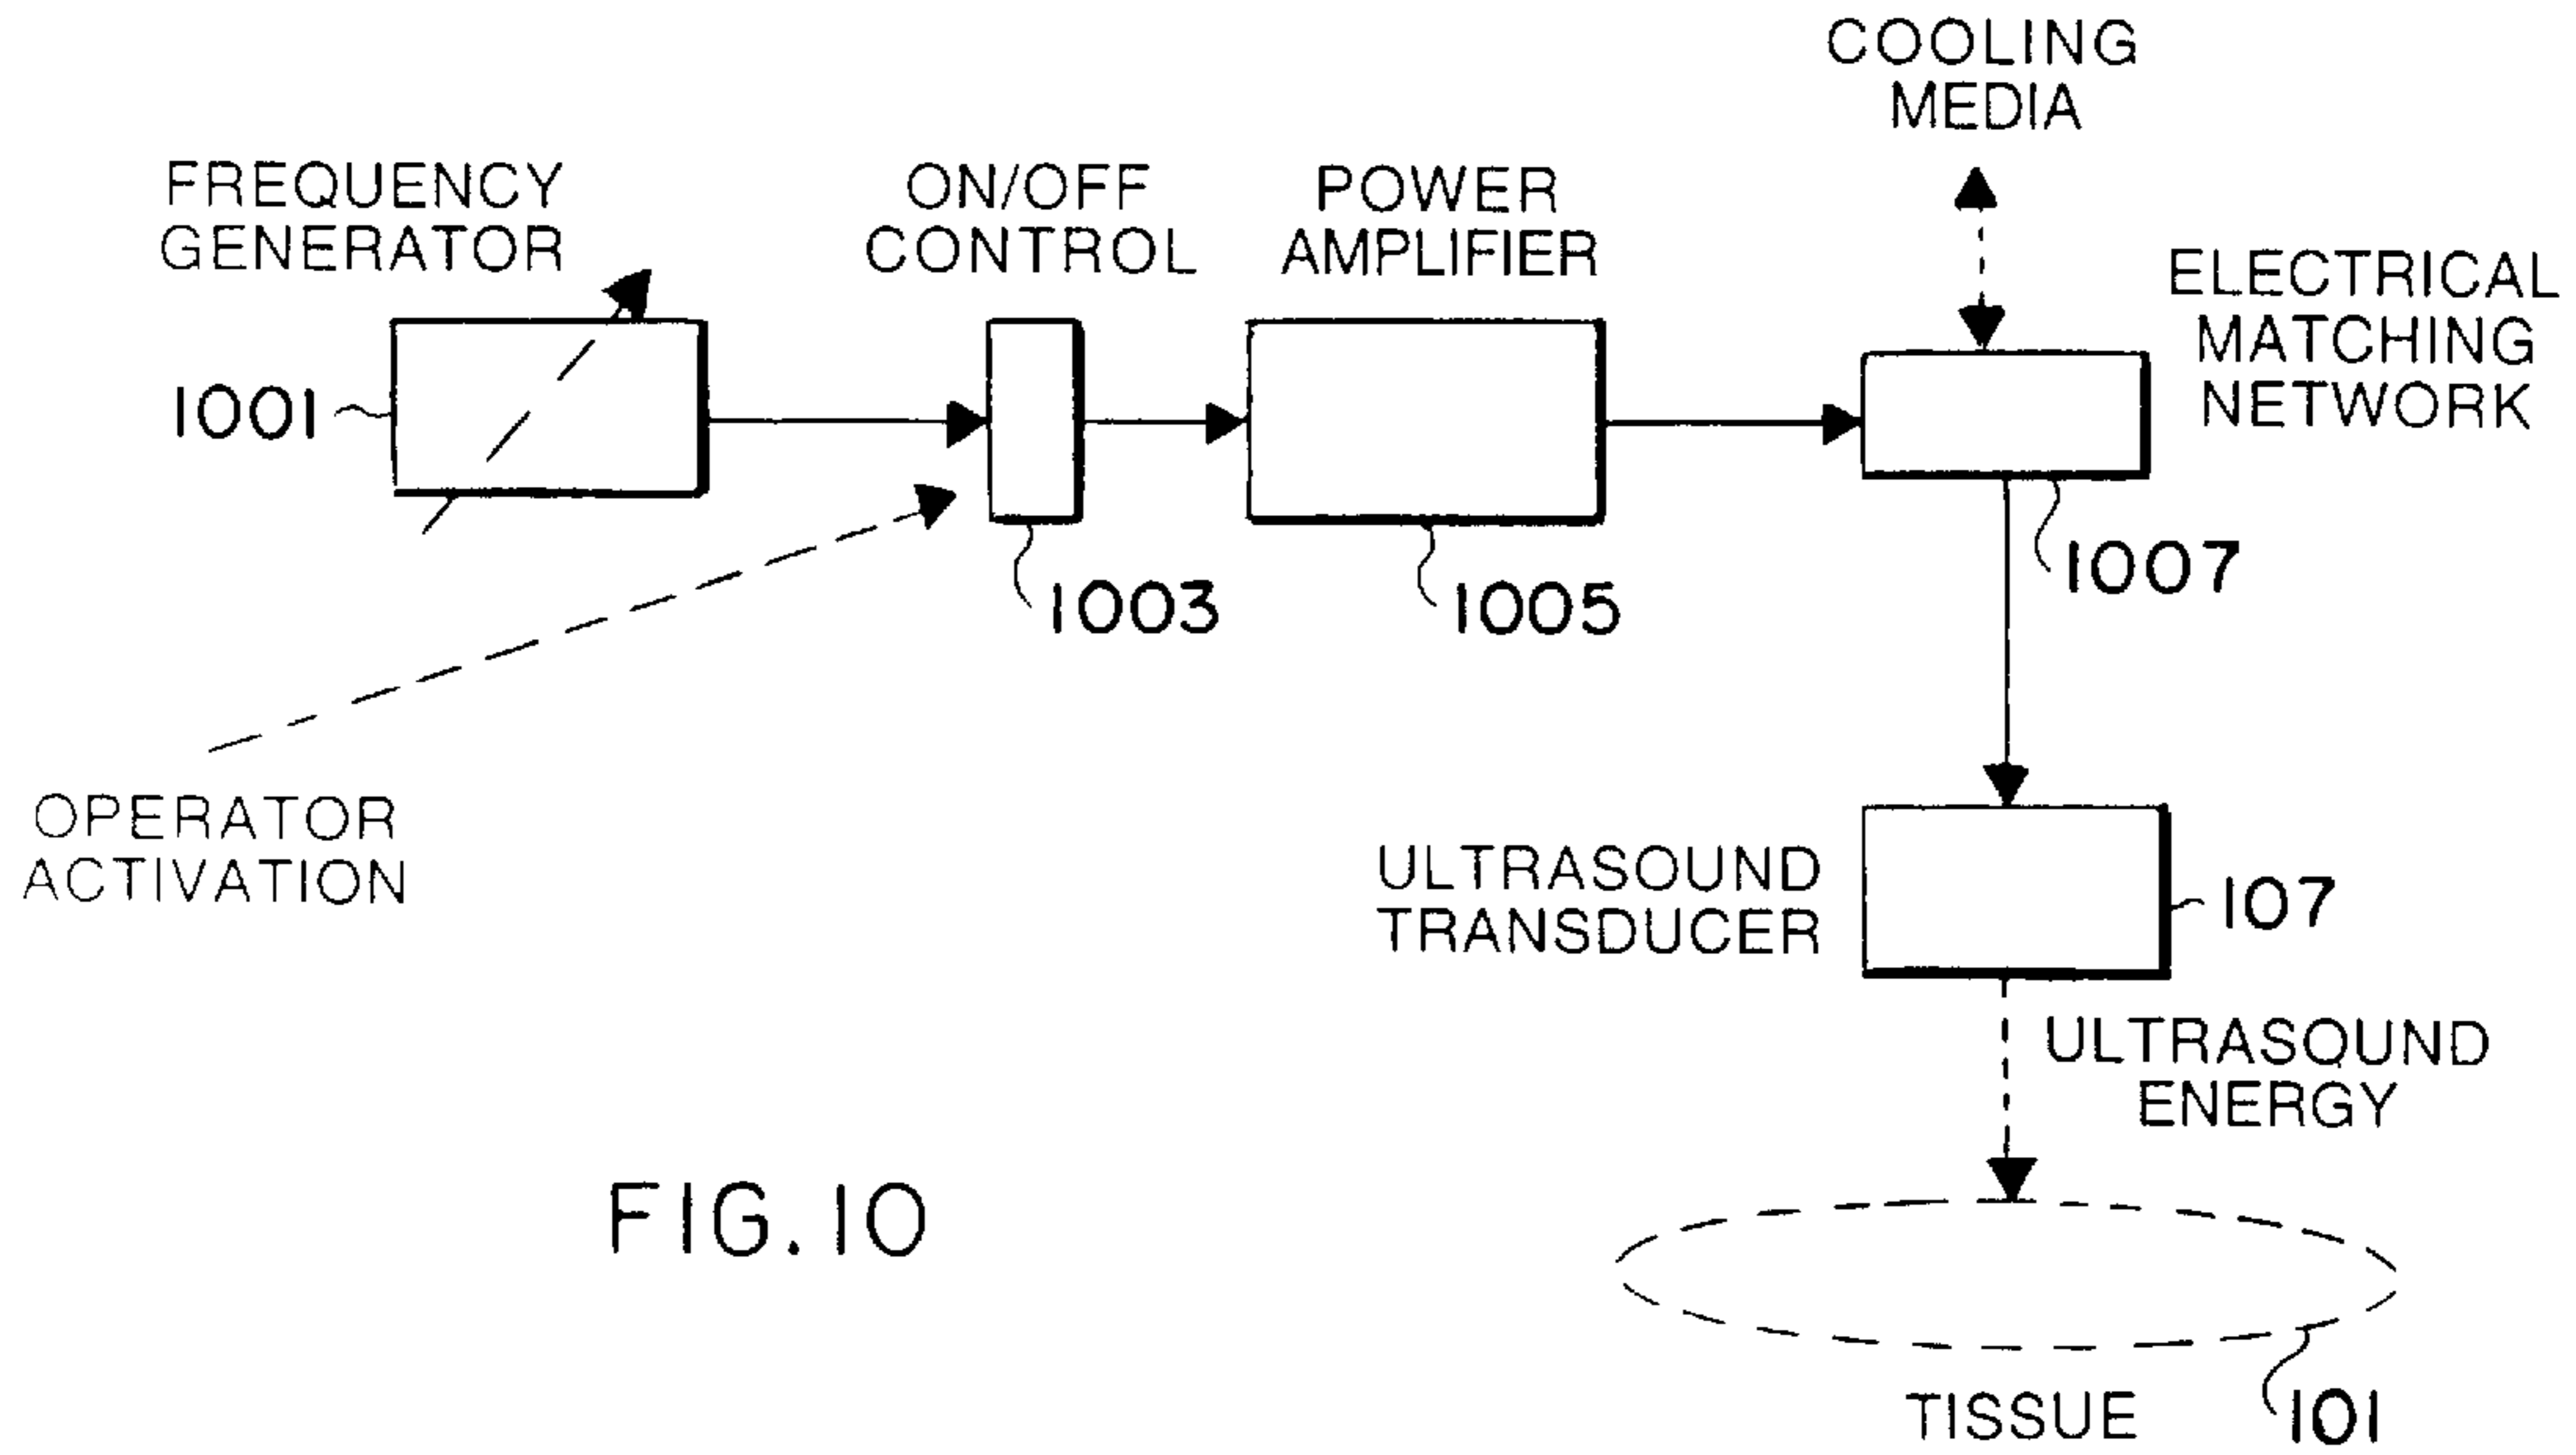 COOLING
MEDIA
FREQUENCY
GENERATOR
ON/OFF
CONTROL
POWER
AMPLIFIER
ELECTRICAL
MATCHING
NETWORK
1001
1003
1005
1007
OPERATOR
ACTIVATION
ULTRASOUND
TRANSDUCER
107
ULTRASOUND
ENERGY
FIG. 10
TISSUE
101